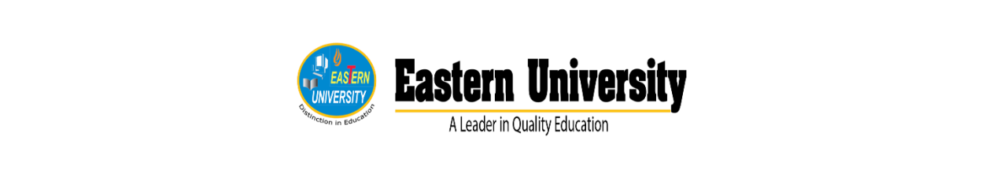 EASTERN
UNIVERSITY
Distinction in Education
Eastern University
A Leader in Quality Education